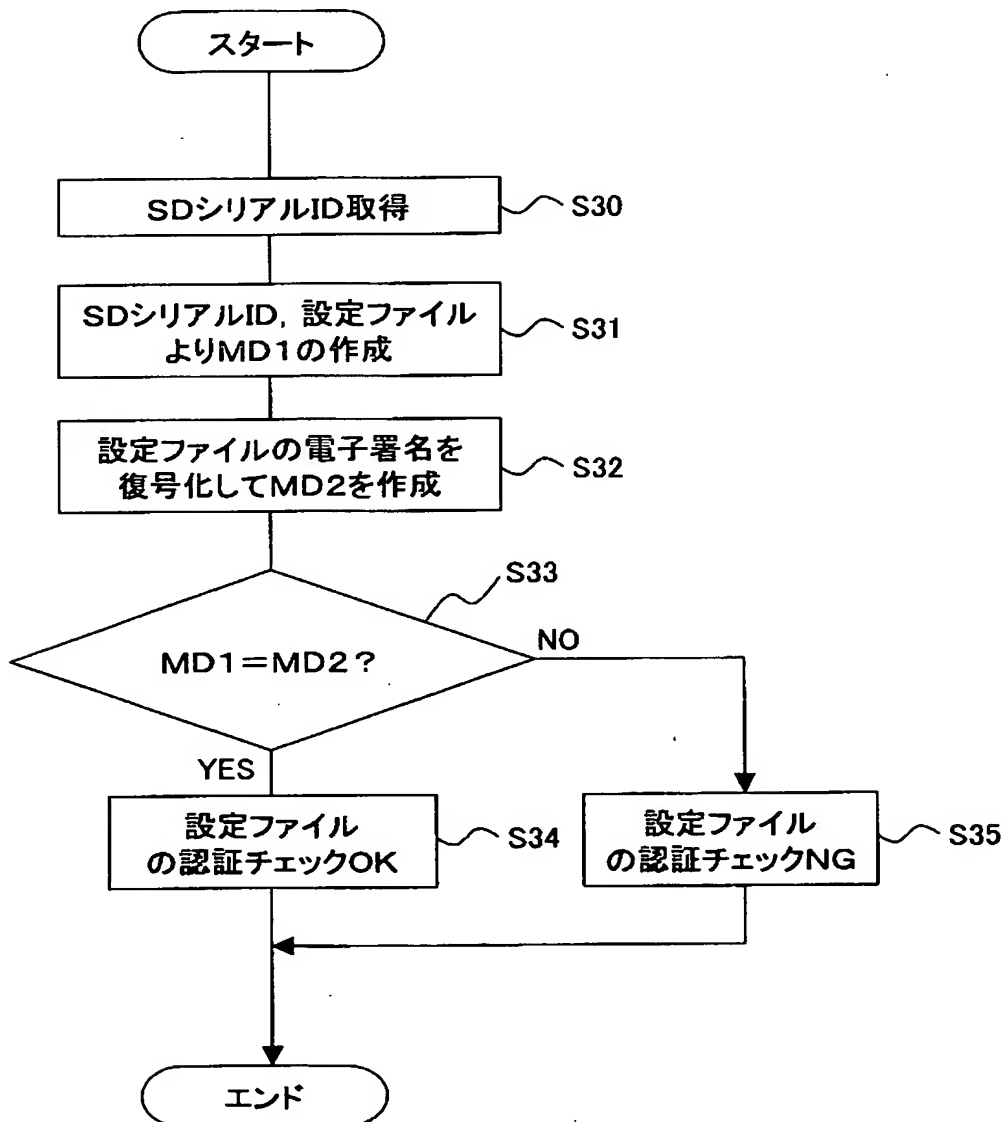 スタート
SDシリアルID取得
S30
SDシリアルID, 設定ファイル
よりMD1の作成
S31
設定ファイルの電子署名を
復号化してMD2を作成
S32
S33
MD1=MD2?
NO
YES
設定ファイル
の認証チェックOK
S34
設定ファイル
の認証チェックNG
S35
エンド